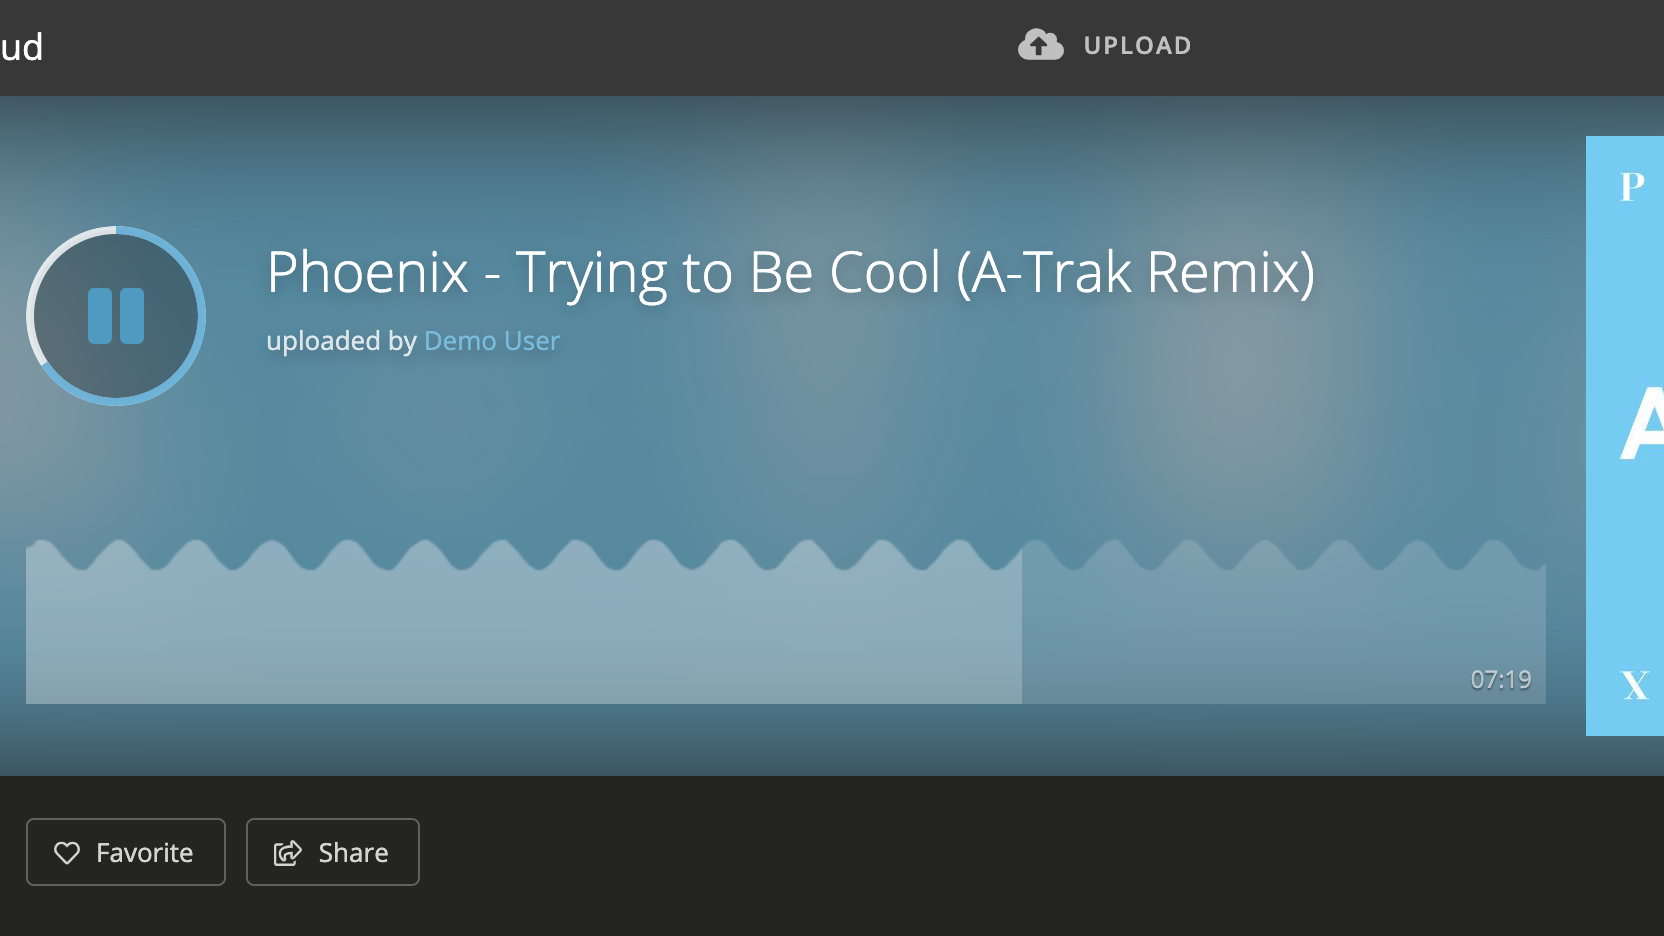 ud
UPLOAD
Phoenix - Trying to Be Cool (A-Trak Remix)
uploaded by Demo User
P
A
X
07:19
Favorite
Share